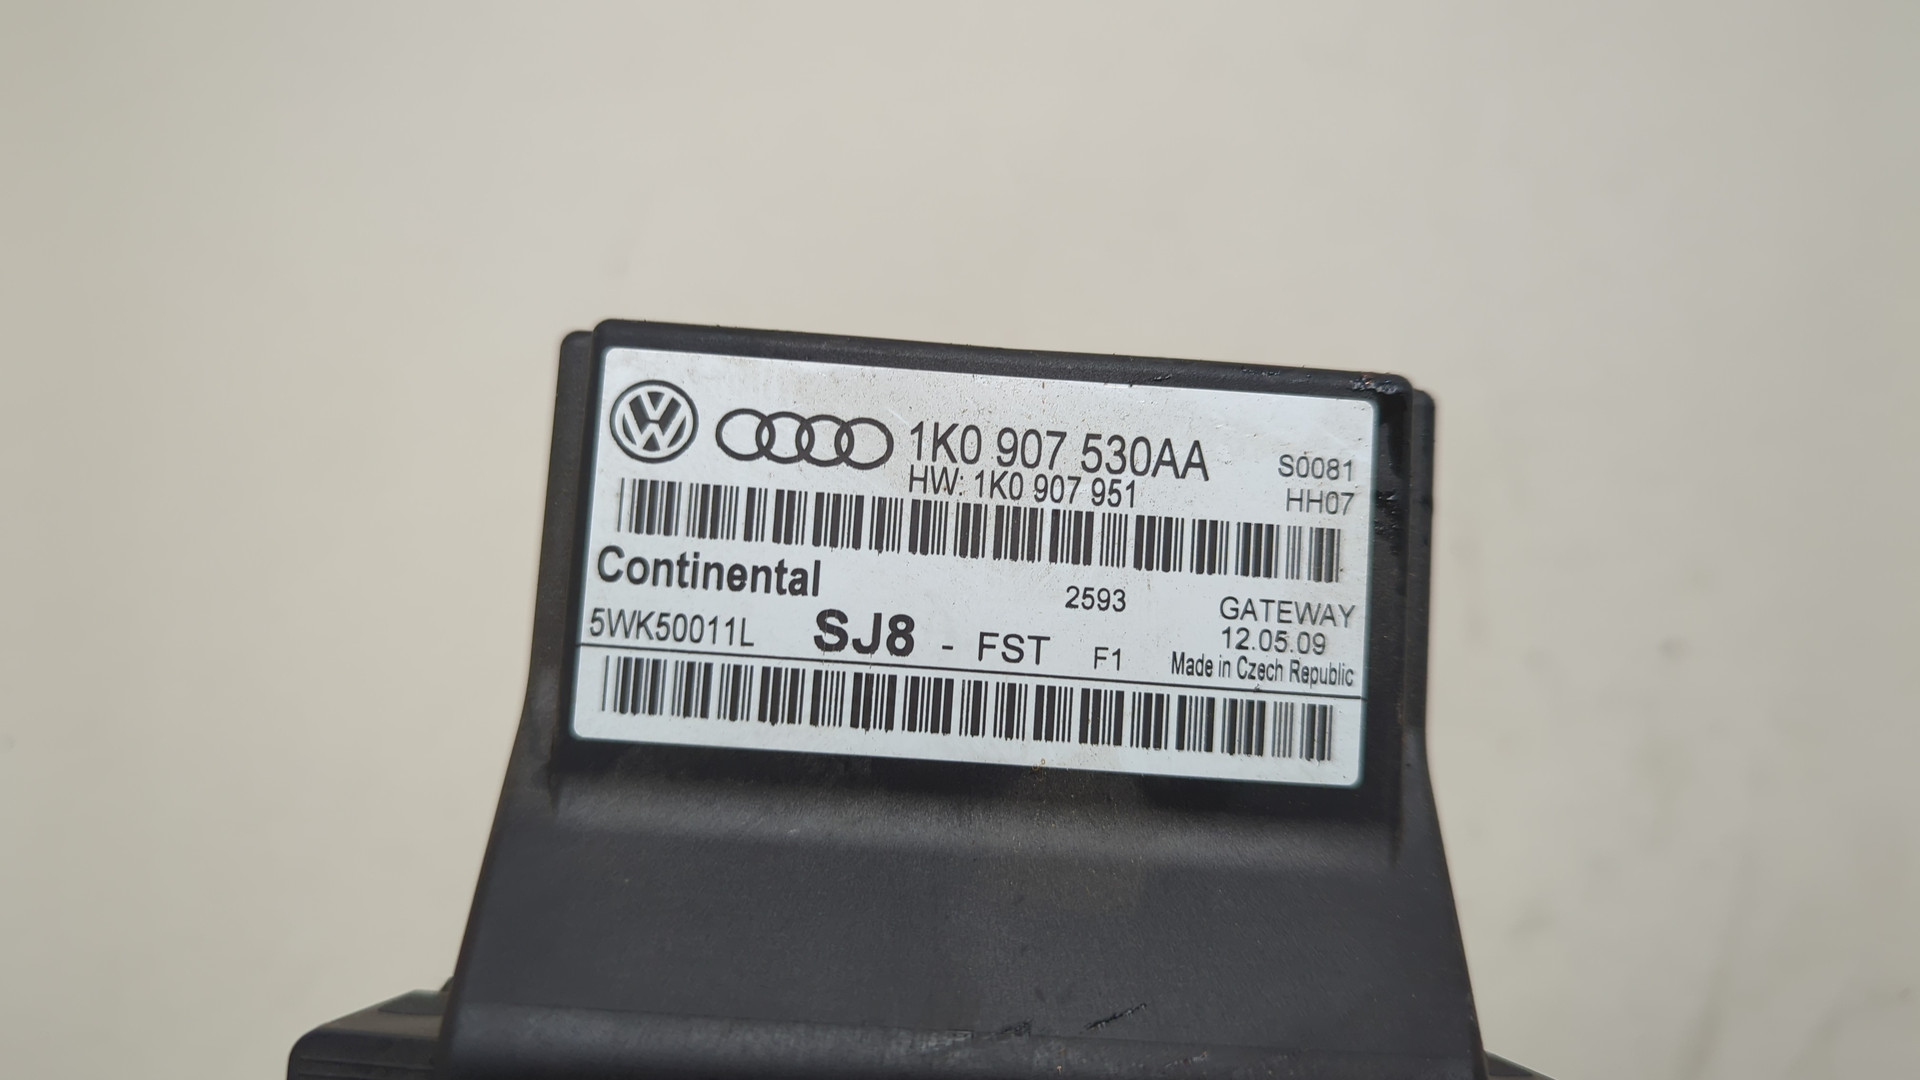 1K0 907 530AA S0081
HW: 1K0 907 951 HH07
Continental 2593 GATEWAY
5WK50011L SJ8 - FST F1 12.05.09
Made in Czech Republic